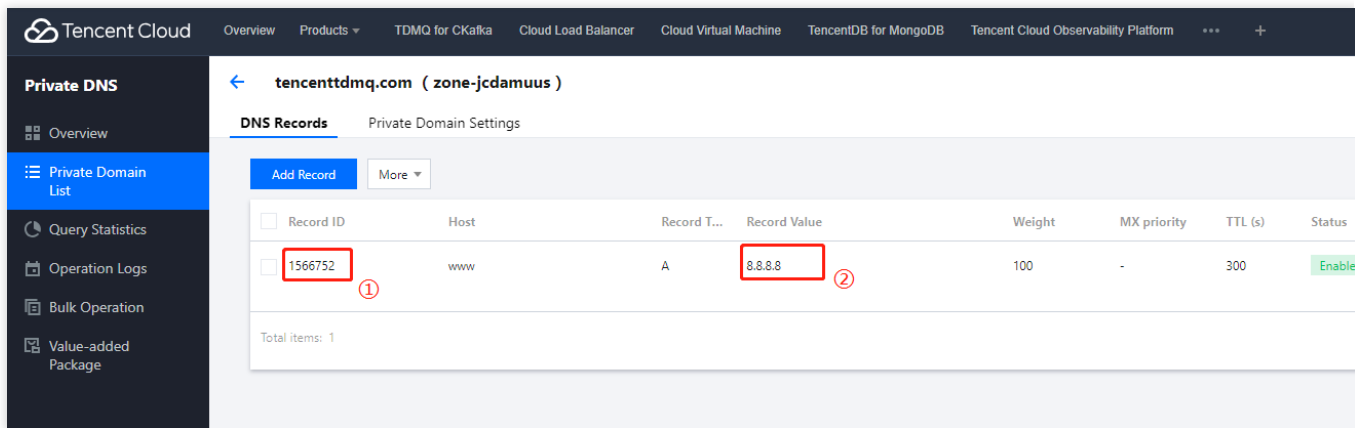 Tencent Cloud Overview Products TDMQ for CKafka Cloud Load Balancer Cloud Virtual Machine TencentDB for MongoDB Tencent Cloud Observability Platform ••• +
Private DNS
Overview
Private Domain
List
Query Statistics
Operation Logs
Bulk Operation
Value-added
Package
← tencenttdmq.com ( zone-jcdamuus )
DNS Records Private Domain Settings
Add Record More
Record ID Host Record T... Record Value Weight MX priority TTL (s) Status
1566752 www A 8.8.8.8 100 - 300 Enable
① ②
Total items: 1